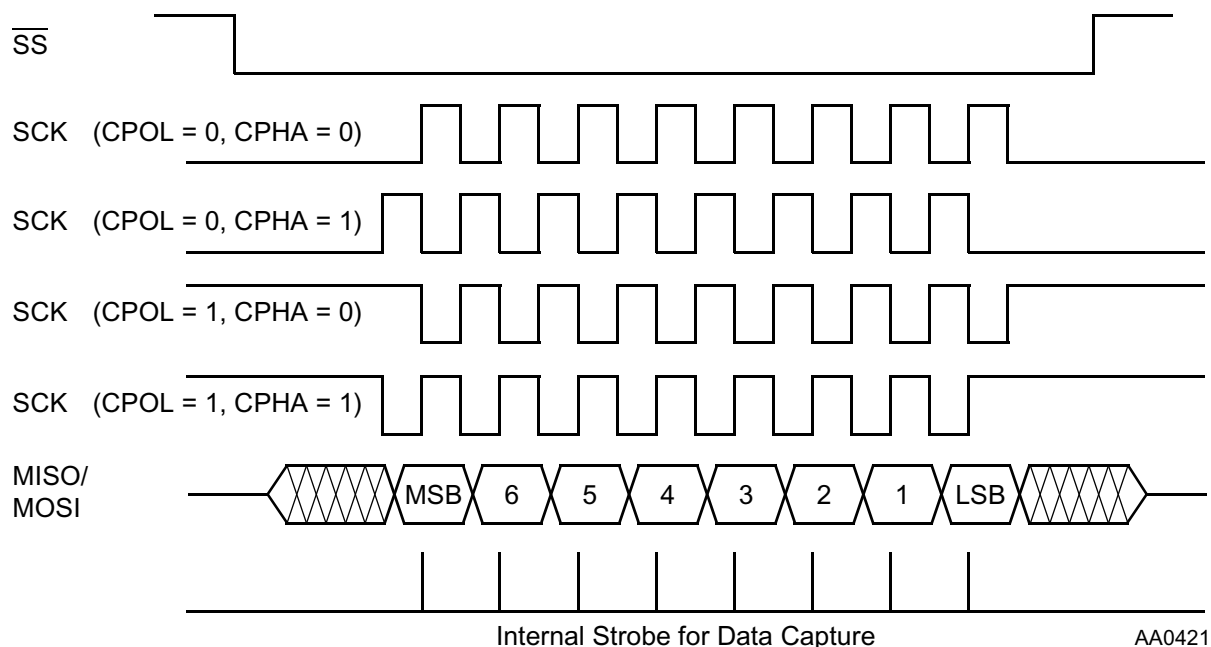 SS
SCK (CPOL = 0, CPHA = 0)
SCK (CPOL = 0, CPHA = 1)
SCK (CPOL = 1, CPHA = 0)
SCK (CPOL = 1, CPHA = 1)
MISO/
MOSI
MSB 6 5 4 3 2 1 LSB
Internal Strobe for Data Capture
AA0421